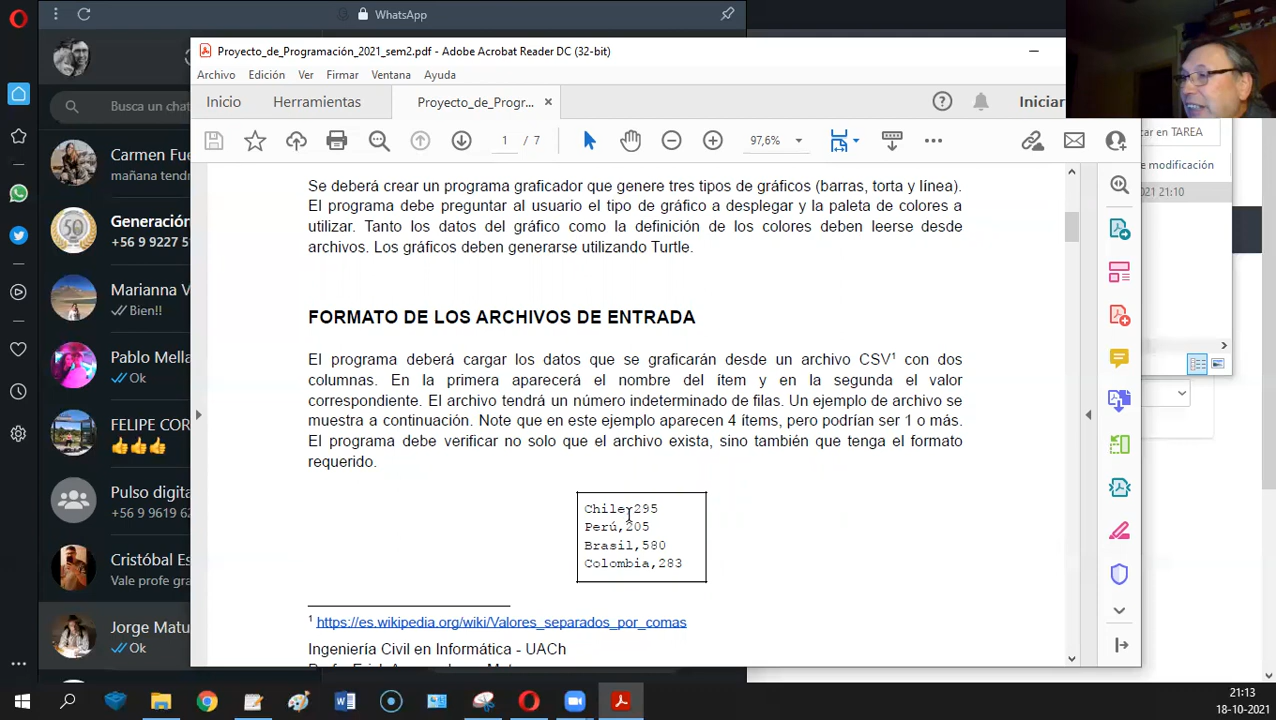 WhatsApp
Proyecto_de_Programación_2021_sem2.pdf - Adobe Acrobat Reader DC (32-bit)
Archivo Edición Ver Firmar Ventana Ayuda
Inicio Herramientas Proyecto_de_Progr... × Iniciar
1 / 7 97,6%
Busca un chat
Carmen Fue
mañana tend
Generación
+56 9 9227 5
50
Marianna V
Bien!!
Pablo Mella
Ok
FELIPE COR
👍👍👍
Pulso digita
+56 9 9619 6
Cristóbal Es
Vale profe gra
Jorge Matu
Ok
Se deberá crear un programa graficador que genere tres tipos de gráficos (barras, torta y línea).
El programa debe preguntar al usuario el tipo de gráfico a desplegar y la paleta de colores a
utilizar. Tanto los datos del gráfico como la definición de los colores deben leerse desde
archivos. Los gráficos deben generarse utilizando Turtle.
FORMATO DE LOS ARCHIVOS DE ENTRADA
El programa deberá cargar los datos que se graficarán desde un archivo CSV¹ con dos
columnas. En la primera aparecerá el nombre del ítem y en la segunda el valor
correspondiente. El archivo tendrá un número indeterminado de filas. Un ejemplo de archivo se
muestra a continuación. Note que en este ejemplo aparecen 4 ítems, pero podrían ser 1 o más.
El programa debe verificar no solo que el archivo exista, sino también que tenga el formato
requerido.
Chile,295
Perú,205
Brasil,580
Colombia,283
¹ https://es.wikipedia.org/wiki/Valores_separados_por_comas
Ingeniería Civil en Informática - UACh
car en TAREA
e modificación
2021 21:10
21:13
18-10-2021